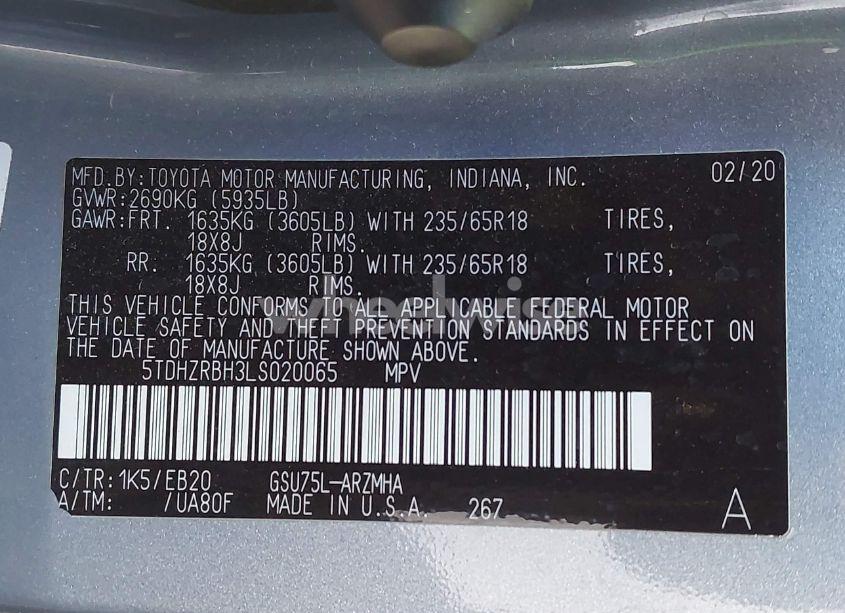 MFD.BY:TOYOTA MOTOR MANUFACTURING, INDIANA, INC. 02/20
GVWR:2690KG (5935LB)
GAWR:FRT. 1635KG (3605LB) WITH 235/65R18 TIRES,
18X8J RIMS.
RR. 1635KG (3605LB) WITH 235/65R18 TIRES,
18X8J RIMS.
THIS VEHICLE CONFORMS TO ALL APPLICABLE FEDERAL MOTOR
VEHICLE SAFETY AND THEFT PREVENTION STANDARDS IN EFFECT ON
THE DATE OF MANUFACTURE SHOWN ABOVE.
5TDHZRBH3LS020065 MPV
C/TR:1K5/EB20 GSU75L-ARZMHA
A/TM: /UA80F MADE IN U.S.A. 267 A